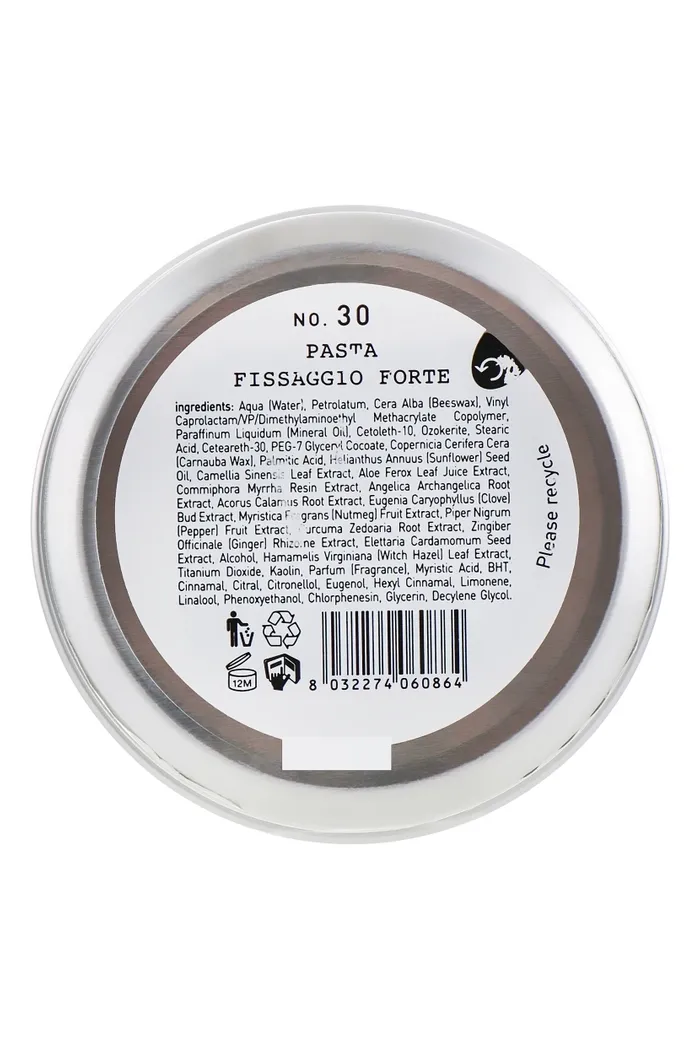 NO. 30
PASTA
FISSAGGIO FORTE
ingredients: Aqua (Water), Petrolatum, Cera Alba (Beeswax), Vinyl
Caprolactam/VP/Dimethylaminoethyl Methacrylate Copolymer,
Paraffinum Liquidum (Mineral Oil), Cetoleth-10, Ozokerite, Stearic
Acid, Ceteareth-30, PEG-7 Glyceryl Cocoate, Copernicia Cerifera Cera
(Carnauba Wax), Palmitic Acid, Helianthus Annuus (Sunflower) Seed
Oil, Camellia Sinensis Leaf Extract, Aloe Ferox Leaf Juice Extract,
Commiphora Myrrha Resin Extract, Angelica Archangelica Root
Extract, Acorus Calamus Root Extract, Eugenia Caryophyllus (Clove)
Bud Extract, Myristica Fragrans (Nutmeg) Fruit Extract, Piper Nigrum
(Pepper) Fruit Extract, Curcuma Zedoaria Root Extract, Zingiber
Officinale (Ginger) Rhizome Extract, Elettaria Cardamomum Seed
Extract, Alcohol, Hamamelis Virginiana (Witch Hazel) Leaf Extract,
Titanium Dioxide, Kaolin, Parfum (Fragrance), Myristic Acid, BHT,
Cinnamal, Citral, Citronellol, Eugenol, Hexyl Cinnamal, Limonene,
Linalool, Phenoxyethanol, Chlorphenesin, Glycerin, Decylene Glycol.
Please recycle
12M
8 032274 060864